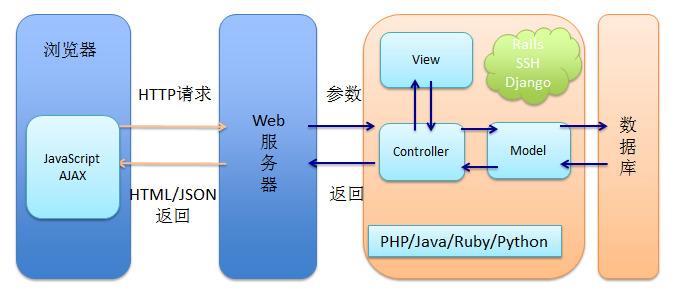 浏览器
JavaScript
AJAX
HTTP请求
HTML/JSON
返回
Web
服
务
器
参数
返回
View
Rails
SSH
Django
Controller
Model
PHP/Java/Ruby/Python
数
据
库